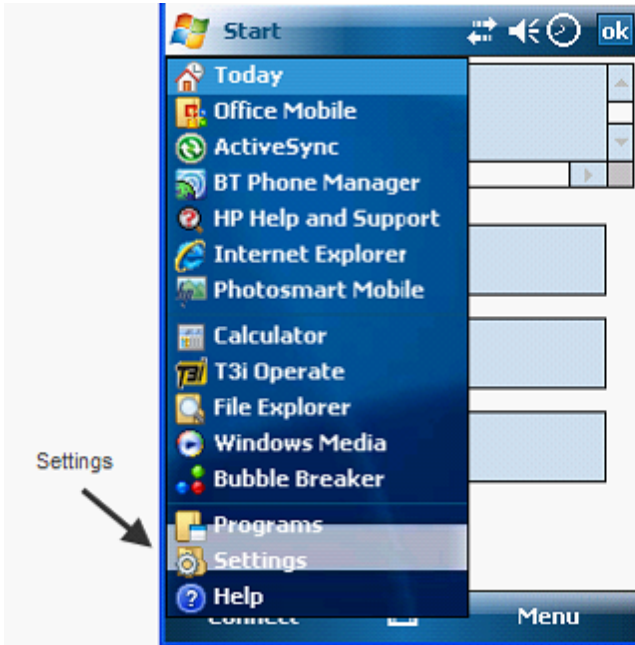 Start
ok
Today
Office Mobile
ActiveSync
BT Phone Manager
HP Help and Support
Internet Explorer
Photosmart Mobile
Calculator
T3i Operate
File Explorer
Windows Media
Bubble Breaker
Settings
Programs
Settings
Help
Connect
Menu